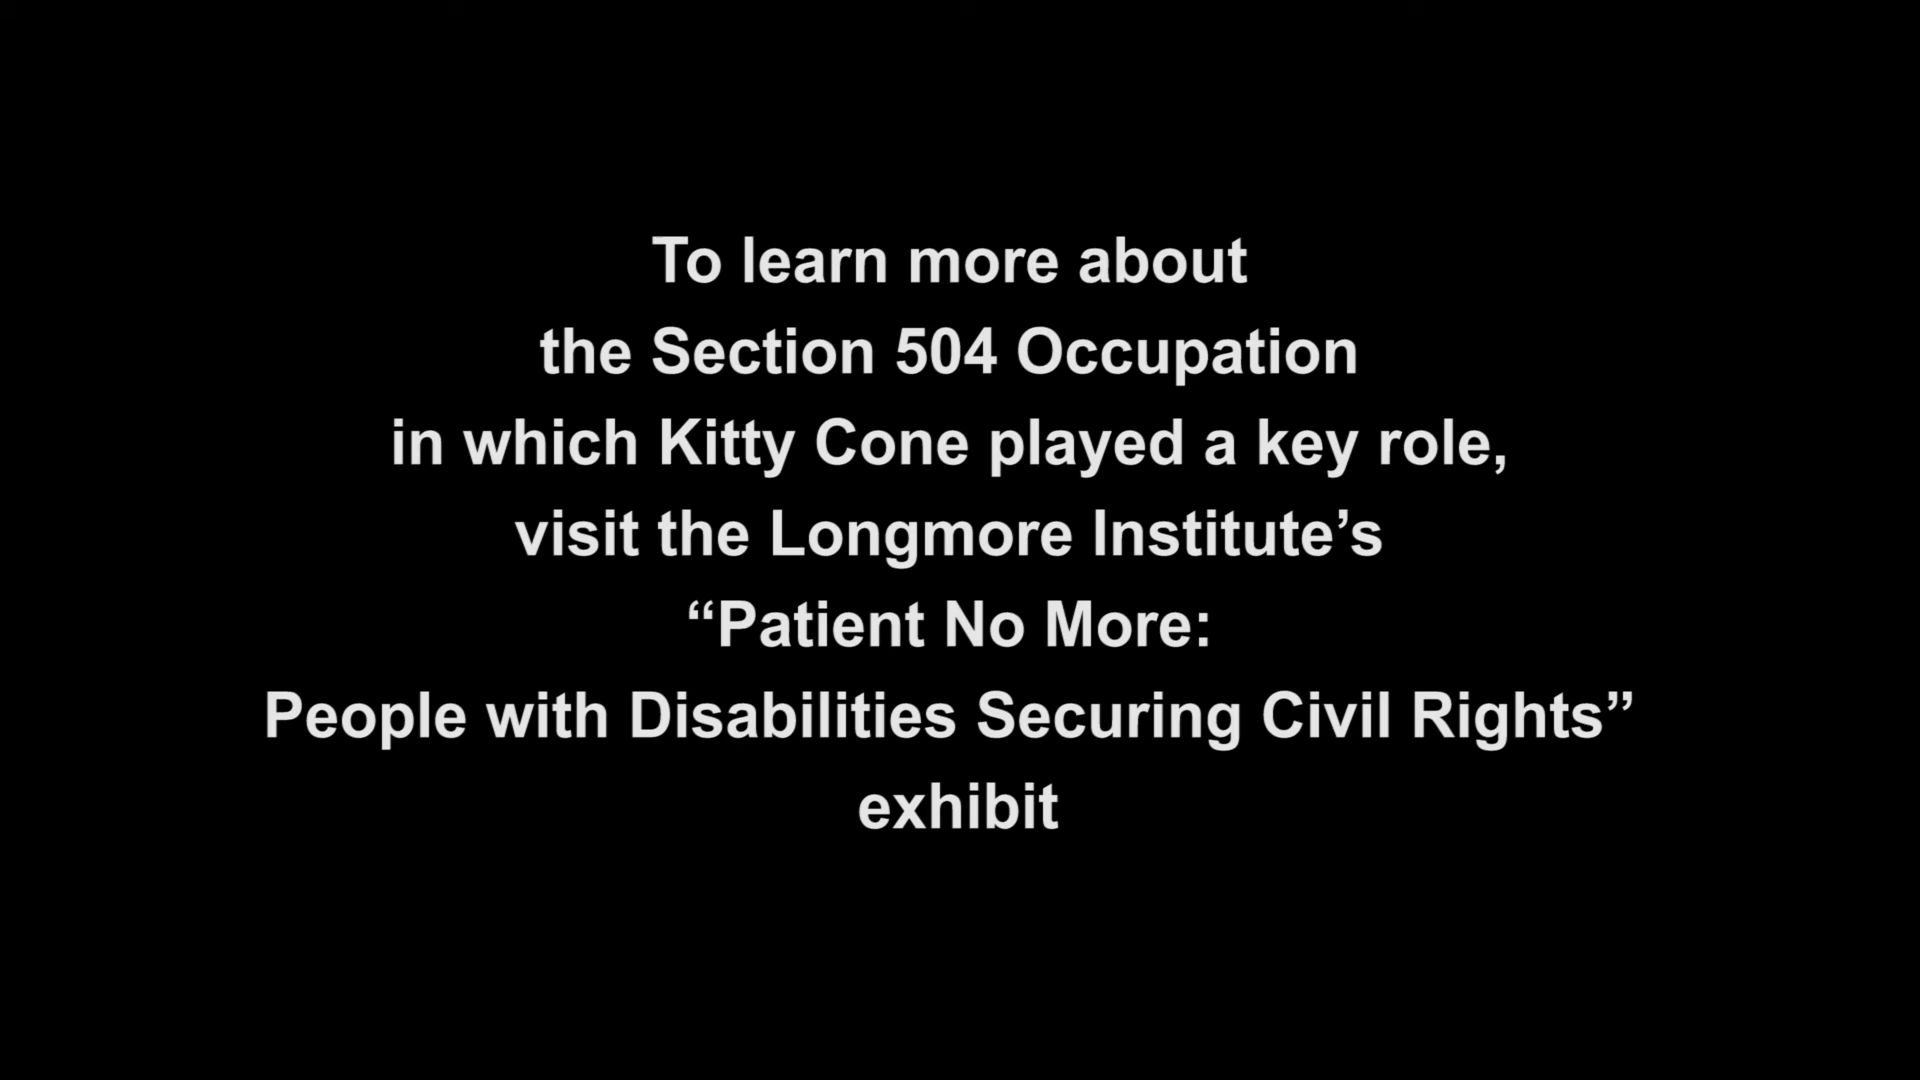 To learn more about
the Section 504 Occupation
in which Kitty Cone played a key role,
visit the Longmore Institute’s
“Patient No More:
People with Disabilities Securing Civil Rights”
exhibit